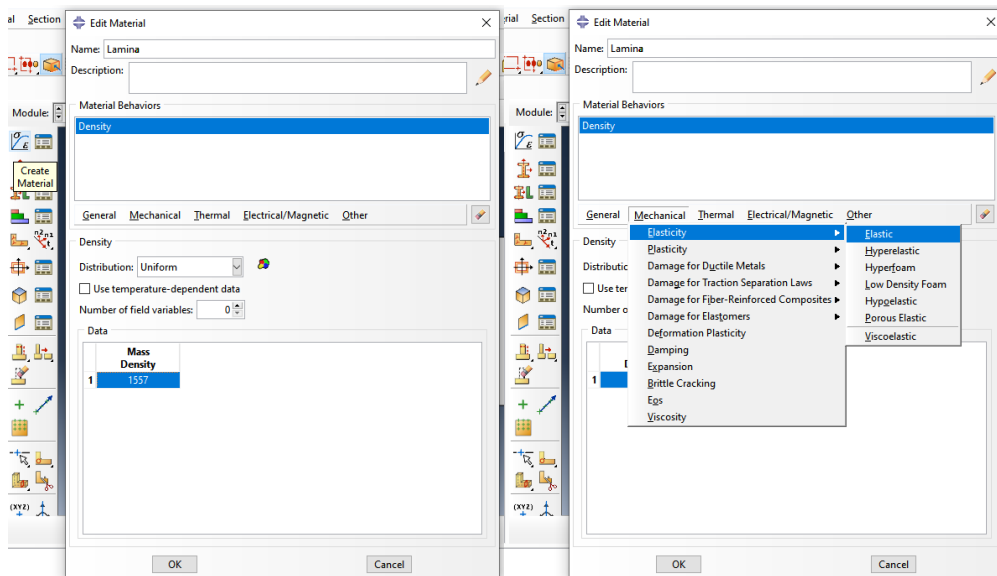 al Section
Edit Material
Name: Lamina
Description:
Module:
Material Behaviors
Density
Create
Material
General Mechanical Thermal Electrical/Magnetic Other
Density
Distribution: Uniform
Use temperature-dependent data
Number of field variables: 0
Data
Mass
Density
1 1557
(XYZ)
OK Cancel
rial Section
Edit Material
Name: Lamina
Description:
Module:
Material Behaviors
Density
General Mechanical Thermal Electrical/Magnetic Other
Density
Distributic
Use ter
Number o
Data
1
Elasticity
Plasticity
Damage for Ductile Metals
Damage for Traction Separation Laws
Damage for Fiber-Reinforced Composites
Damage for Elastomers
Deformation Plasticity
Damping
Expansion
Brittle Cracking
Eos
Viscosity
Elastic
Hyperelastic
Hyperfoam
Low Density Foam
Hypoelastic
Porous Elastic
Viscoelastic
(XYZ)
OK Cancel